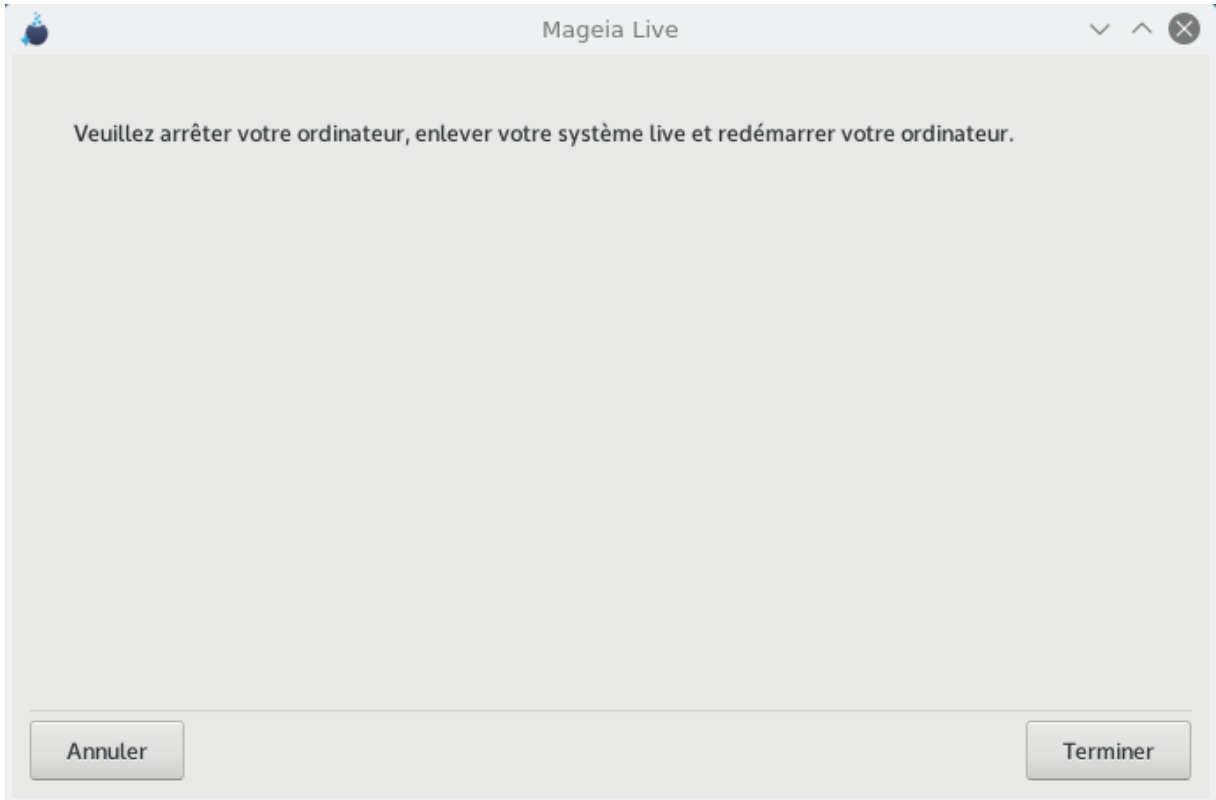 Mageia Live
Veuillez arrêter votre ordinateur, enlever votre système live et redémarrer votre ordinateur.
Annuler
Terminer